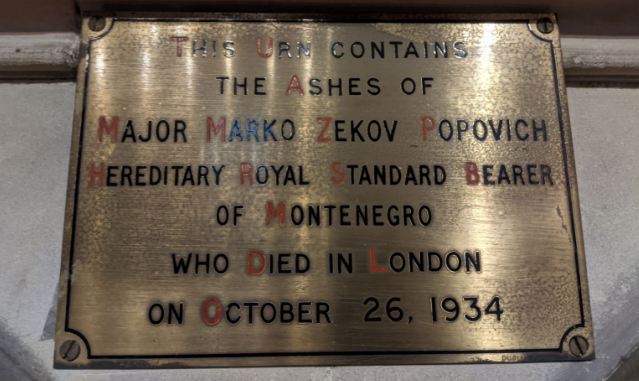 THIS URN CONTAINS
THE ASHES OF
MAJOR MARKO ZEKOV POPOVICH
HEREDITARY ROYAL STANDARD BEARER
OF MONTENEGRO
WHO DIED IN LONDON
ON OCTOBER 26, 1934